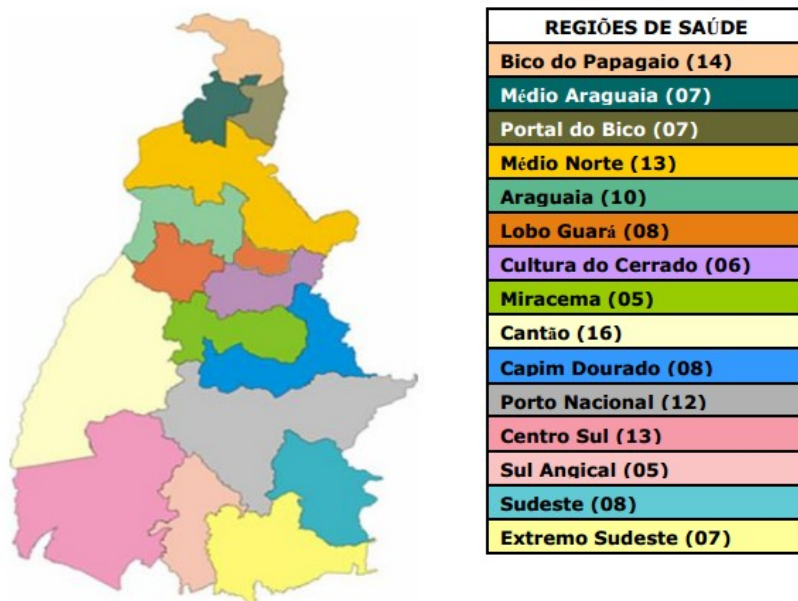 REGIÕES DE SAÚDE
Bico do Papagaio (14)
Médio Araguaia (07)
Portal do Bico (07)
Médio Norte (13)
Araguaia (10)
Lobo Guará (08)
Cultura do Cerrado (06)
Miracema (05)
Cantão (16)
Capim Dourado (08)
Porto Nacional (12)
Centro Sul (13)
Sul Angical (05)
Sudeste (08)
Extremo Sudeste (07)